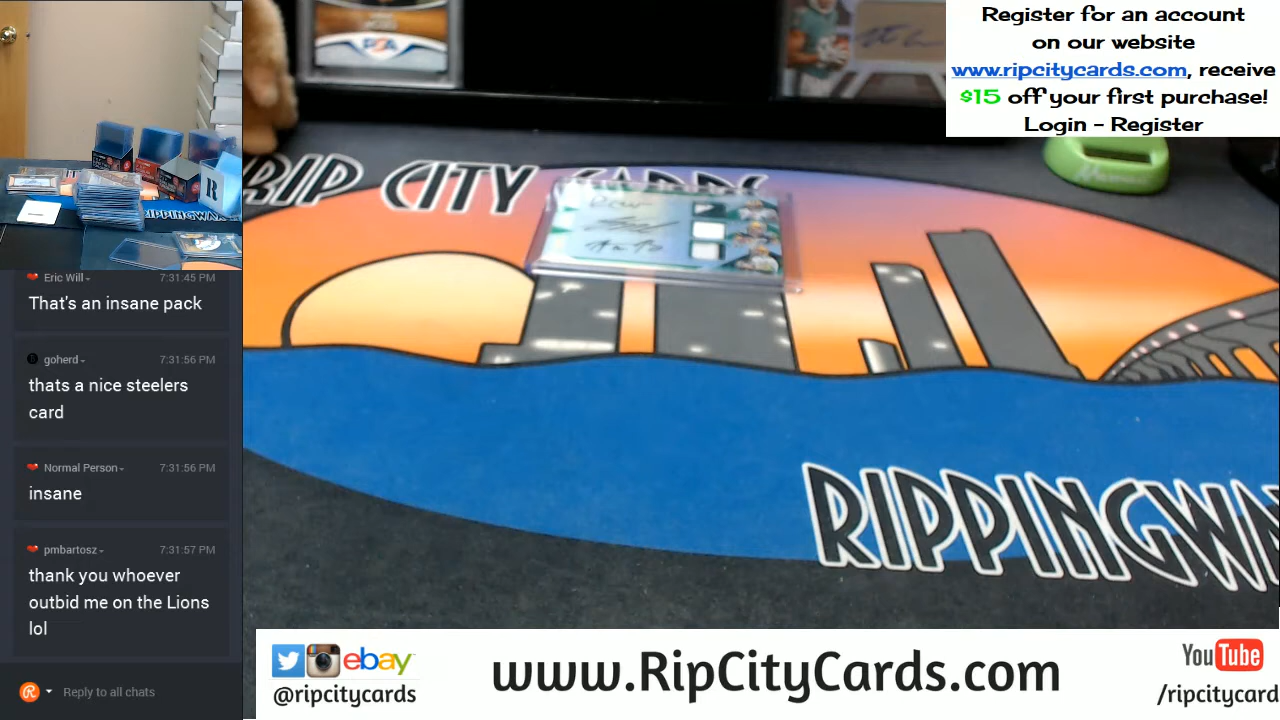 Register for an account
on our website
www.ripcitycards.com, receive
$15 off your first purchase!
Login - Register
PSA
RIP CITY CARDS
R
RIPPINGWA
RIPPINGWA
Eric Will 7:31:45 PM
That's an insane pack
goherd 7:31:56 PM
thats a nice steelers
card
Normal Person 7:31:56 PM
insane
pmbartosz 7:31:57 PM
thank you whoever
outbid me on the Lions
lol
R
Reply to all chats
ebay
@ripcitycards
www.RipCityCards.com
YouTube
/ripcitycard